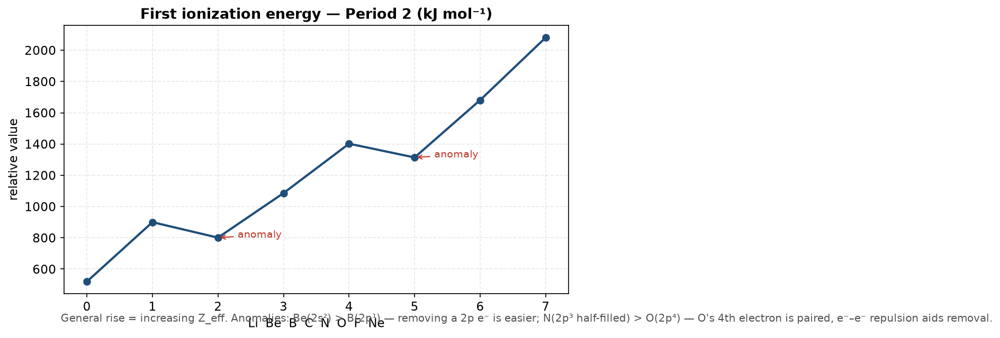 First ionization energy — Period 2 (kJ mol⁻¹)
relative value
2000
1800
1600
1400
1200
1000
800
600
anomaly
anomaly
0 1 2 3 4 5 6 7
General rise = increasing Z_eff. Anomalies: Be(2s²) > B(2p¹) — removing a 2p e⁻ is easier; N(2p³ half-filled) > O(2p⁴) — O's 4th electron is paired, e⁻–e⁻ repulsion aids removal.
Li Be B C N O F Ne